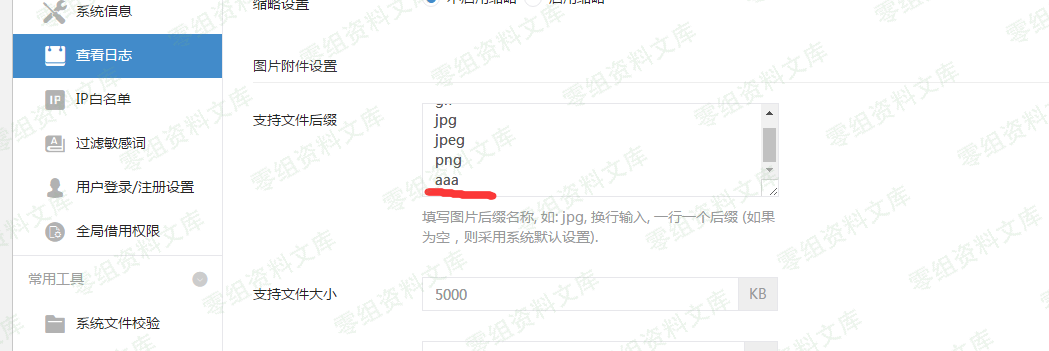 系统信息
查看日志
IP白名单
过滤敏感词
用户登录/注册设置
全局借用权限
常用工具
系统文件校验
缩略设置
图片附件设置
支持文件后缀
jpg
jpeg
png
aaa
填写图片后缀名称, 如: jpg, 换行输入, 一行一个后缀 (如果
为空，则采用系统默认设置).
支持文件大小
5000
KB
零组资料文库